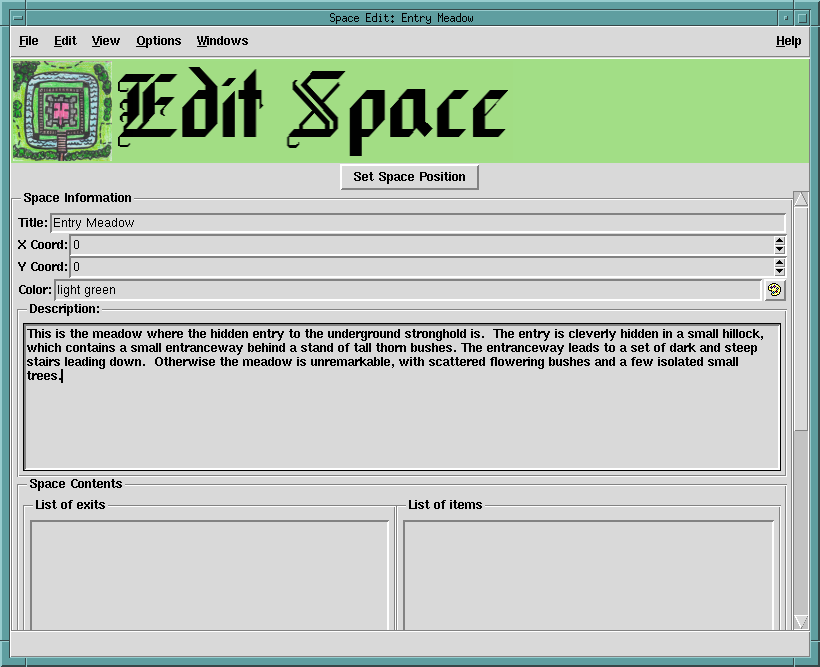 Space Edit: Entry Meadow
File Edit View Options Windows Help
Edit Space
Set Space Position
Space Information
Title: Entry Meadow
X Coord: 0
Y Coord: 0
Color: light green
Description:
This is the meadow where the hidden entry to the underground stronghold is.  The entry is cleverly hidden in a small hillock,
which contains a small entranceway behind a stand of tall thorn bushes. The entranceway leads to a set of dark and steep
stairs leading down.  Otherwise the meadow is unremarkable, with scattered flowering bushes and a few isolated small
trees.
Space Contents
List of exits List of items